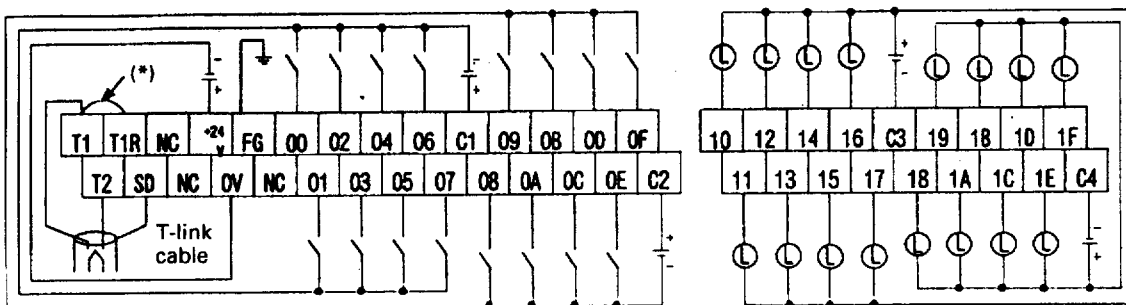 (*)
- +
- +
L L L L
+ -
L L L L
T1 T1R NC +24 V FG 00 02 04 06 C1 09 0B 0D 0F
T2 SD NC 0V NC 01 03 05 07 08 0A 0C 0E C2
10 12 14 16 C3 19 1B 1D 1F
11 13 15 17 18 1A 1C 1E C4
T-link
cable
+ -
L L L L L L L L
- +